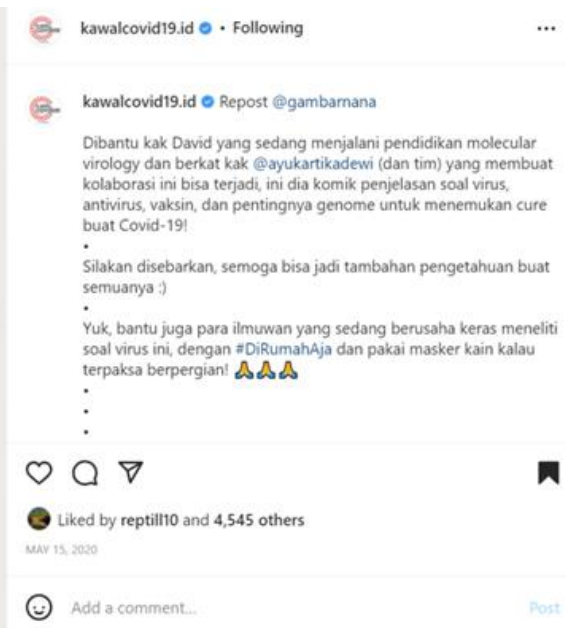 kawalcovid19.id • Following
kawalcovid19.id Repost @gambarnana
Dibantu kak David yang sedang menjalani pendidikan molecular
virology dan berkat kak @ayukartikadewi (dan tim) yang membuat
kolaborasi ini bisa terjadi, ini dia komik penjelasan soal virus,
antivirus, vaksin, dan pentingnya genome untuk menemukan cure
buat Covid-19!
•
Silakan disebarkan, semoga bisa jadi tambahan pengetahuan buat
semuanya :)
•
Yuk, bantu juga para ilmuwan yang sedang berusaha keras meneliti
soal virus ini, dengan #DiRumahAja dan pakai masker kain kalau
terpaksa berpergian! 🙏🙏🙏
•
•
•
Liked by reptill10 and 4,545 others
MAY 15, 2020
Add a comment...
Post